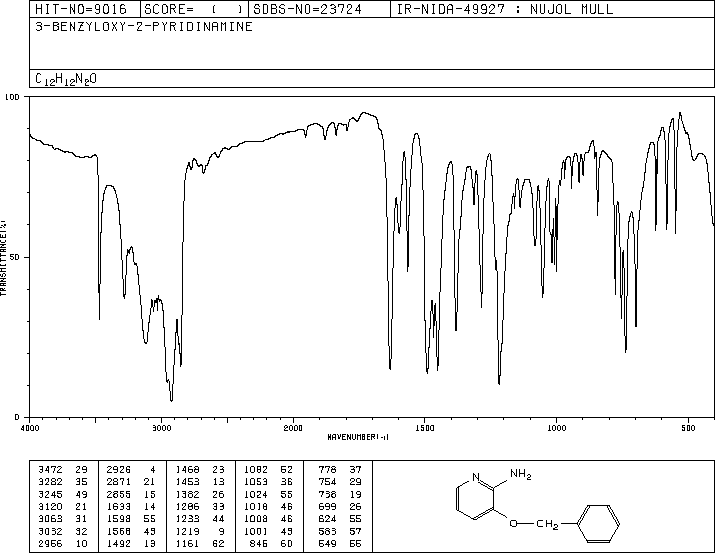 HIT-NO=9016 SCORE= ( ) SDBS-NO=23724 IR-NIDA-49927 : NUJOL MULL
3-BENZYLOXY-2-PYRIDINAMINE
C12H12N2O
100
50
0
TRANSMITTANCE(%)
4000 3000 2000 1500 1000 500
WAVENUMBER(-1)
3472 29 2926 4 1468 23 1082 52 778 37
3282 35 2871 21 1453 13 1053 36 754 29
3245 49 2855 15 1382 26 1024 55 738 19
3120 21 1633 14 1286 33 1018 46 699 26
3063 31 1598 55 1233 44 1008 46 624 55
3032 32 1568 43 1219 9 1001 43 583 57
2956 10 1492 13 1161 62 846 60 549 55
N
NH2
O
CH2